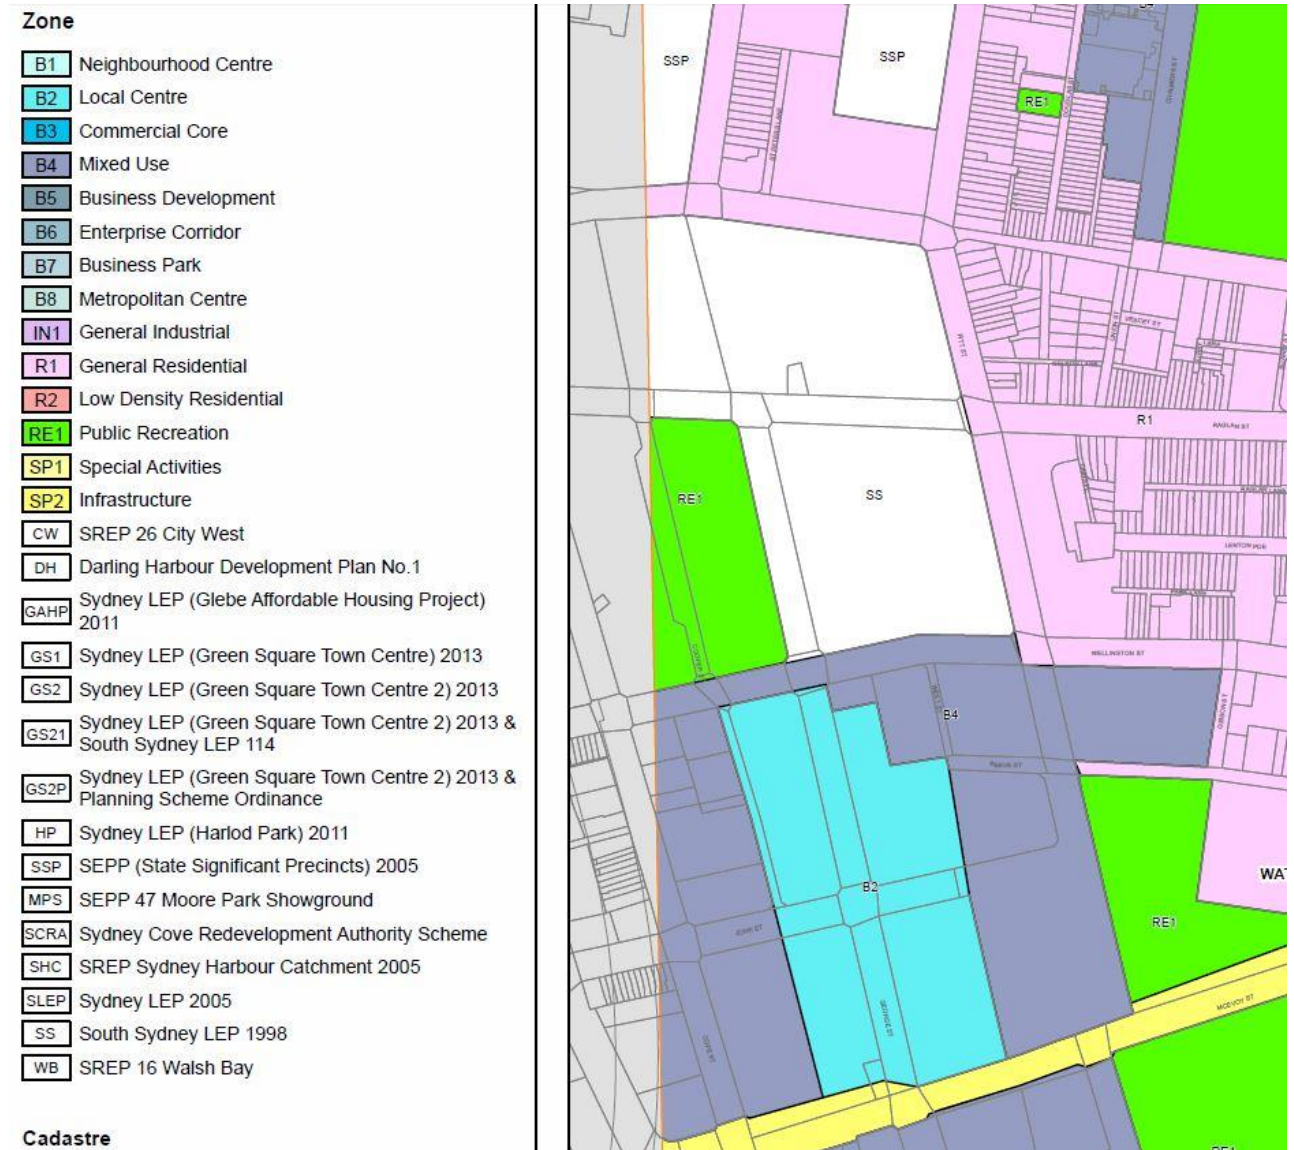 Zone
B1 Neighbourhood Centre
B2 Local Centre
B3 Commercial Core
B4 Mixed Use
B5 Business Development
B6 Enterprise Corridor
B7 Business Park
B8 Metropolitan Centre
IN1 General Industrial
R1 General Residential
R2 Low Density Residential
RE1 Public Recreation
SP1 Special Activities
SP2 Infrastructure
CW SREP 26 City West
DH Darling Harbour Development Plan No.1
GAHP Sydney LEP (Glebe Affordable Housing Project)
2011
GS1 Sydney LEP (Green Square Town Centre) 2013
GS2 Sydney LEP (Green Square Town Centre 2) 2013
GS21 Sydney LEP (Green Square Town Centre 2) 2013 &
South Sydney LEP 114
GS2P Sydney LEP (Green Square Town Centre 2) 2013 &
Planning Scheme Ordinance
HP Sydney LEP (Harlod Park) 2011
SSP SEPP (State Significant Precincts) 2005
MPS SEPP 47 Moore Park Showground
SCRA Sydney Cove Redevelopment Authority Scheme
SHC SREP Sydney Harbour Catchment 2005
SLEP Sydney LEP 2005
SS South Sydney LEP 1998
WB SREP 16 Walsh Bay
Cadastre
SSP
SSP
RE1
R1
RAGLAN ST
RE1
SS
WELLINGTON ST
B4
B2
WA
RE1
MCEVOY ST